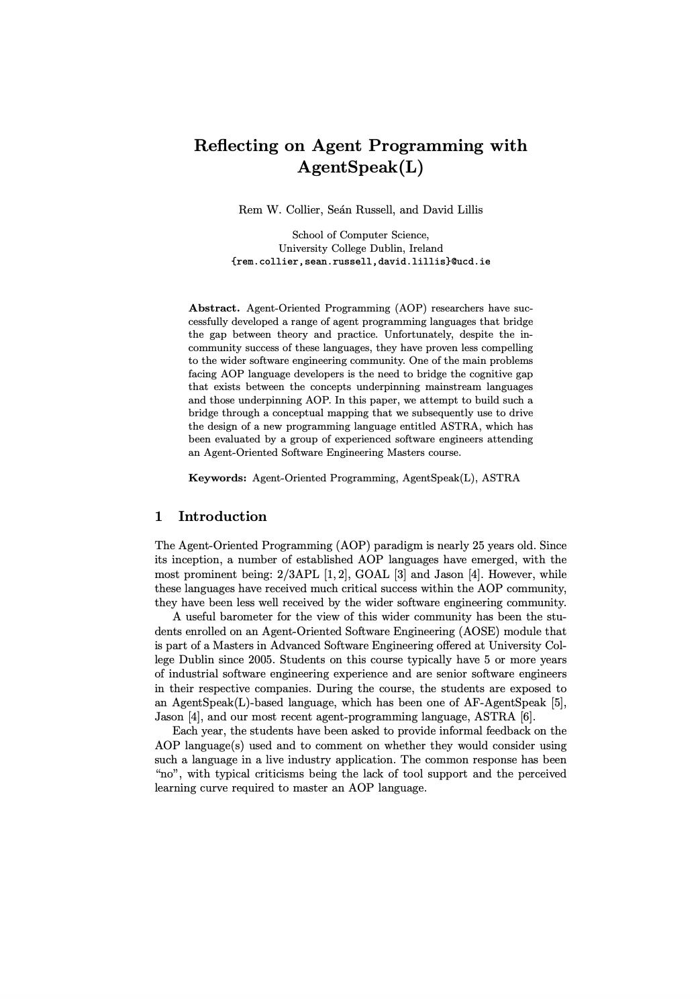 Reflecting on Agent Programming with
AgentSpeak(L)
Rem W. Collier, Seán Russell, and David Lillis
School of Computer Science,
University College Dublin, Ireland
{rem.collier,sean.russell,david.lillis}@ucd.ie
Abstract. Agent-Oriented Programming (AOP) researchers have suc-
cessfully developed a range of agent programming languages that bridge
the gap between theory and practice. Unfortunately, despite the in-
community success of these languages, they have proven less compelling
to the wider software engineering community. One of the main problems
facing AOP language developers is the need to bridge the cognitive gap
that exists between the concepts underpinning mainstream languages
and those underpinning AOP. In this paper, we attempt to build such a
bridge through a conceptual mapping that we subsequently use to drive
the design of a new programming language entitled ASTRA, which has
been evaluated by a group of experienced software engineers attending
an Agent-Oriented Software Engineering Masters course.
Keywords: Agent-Oriented Programming, AgentSpeak(L), ASTRA
1 Introduction
The Agent-Oriented Programming (AOP) paradigm is nearly 25 years old. Since
its inception, a number of established AOP languages have emerged, with the
most prominent being: 2/3APL [1, 2], GOAL [3] and Jason [4]. However, while
these languages have received much critical success within the AOP community,
they have been less well received by the wider software engineering community.
A useful barometer for the view of this wider community has been the stu-
dents enrolled on an Agent-Oriented Software Engineering (AOSE) module that
is part of a Masters in Advanced Software Engineering offered at University Col-
lege Dublin since 2005. Students on this course typically have 5 or more years
of industrial software engineering experience and are senior software engineers
in their respective companies. During the course, the students are exposed to
an AgentSpeak(L)-based language, which has been one of AF-AgentSpeak [5],
Jason [4], and our most recent agent-programming language, ASTRA [6].
Each year, the students have been asked to provide informal feedback on the
AOP language(s) used and to comment on whether they would consider using
such a language in a live industry application. The common response has been
“no”, with typical criticisms being the lack of tool support and the perceived
learning curve required to master an AOP language.